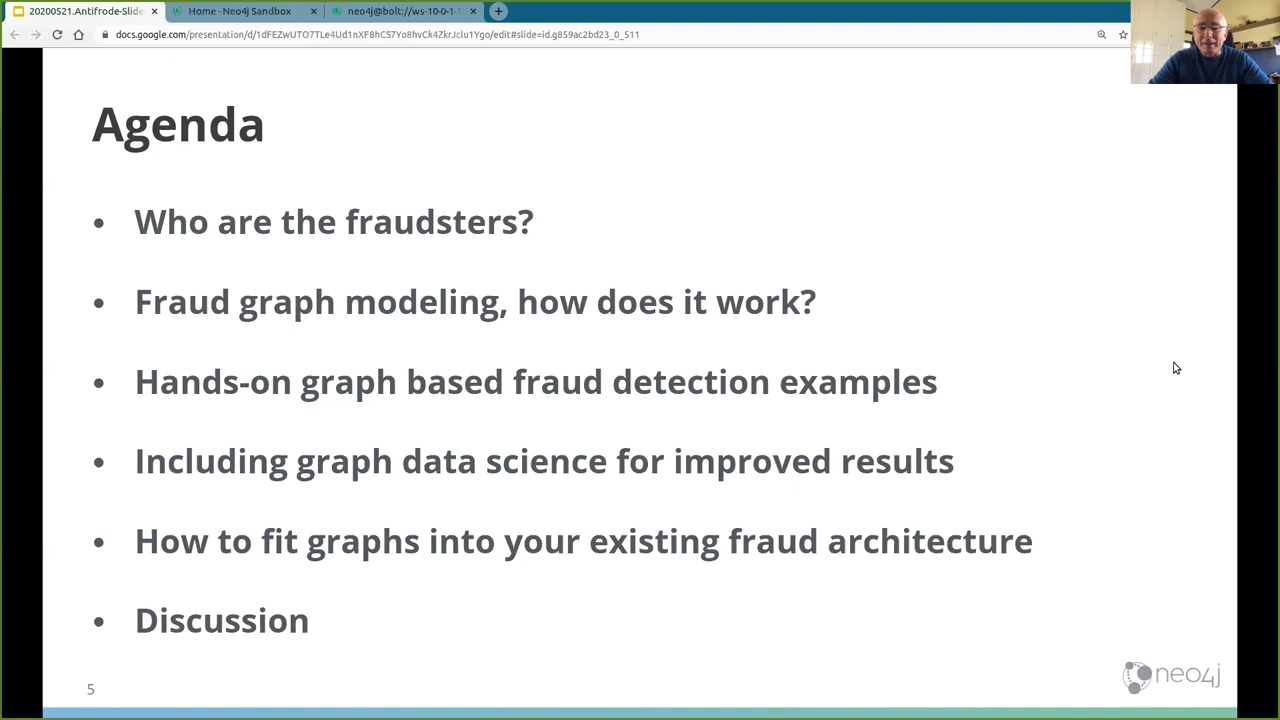 20200521.Antifrode-Slide
Home - Neo4j Sandbox
neo4j@bolt://ws-10-0-1-1
docs.google.com/presentation/d/1dFEZwUTO7TLe4Ud1nXF8hCS7Yo8hvCk4ZkrJclu1Ygo/edit#slide=id.g859ac2bd23_0_511
Agenda
• Who are the fraudsters?
• Fraud graph modeling, how does it work?
• Hands-on graph based fraud detection examples
• Including graph data science for improved results
• How to fit graphs into your existing fraud architecture
• Discussion
5
neo4j